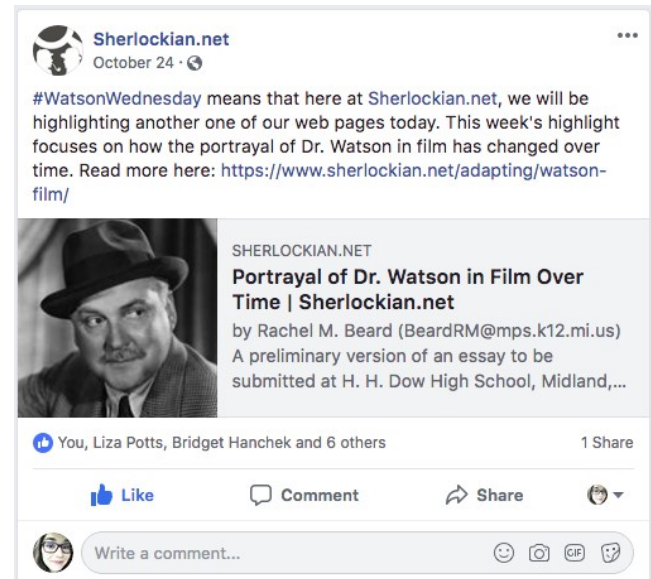 Sherlockian.net
October 24 ·
#WatsonWednesday means that here at Sherlockian.net, we will be
highlighting another one of our web pages today. This week's highlight
focuses on how the portrayal of Dr. Watson in film has changed over
time. Read more here: https://www.sherlockian.net/adapting/watson-
film/
SHERLOCKIAN.NET
Portrayal of Dr. Watson in Film Over
Time | Sherlockian.net
by Rachel M. Beard (BeardRM@mps.k12.mi.us)
A preliminary version of an essay to be
submitted at H. H. Dow High School, Midland,...
You, Liza Potts, Bridget Hanchek and 6 others 1 Share
Like Comment Share
Write a comment... GIF